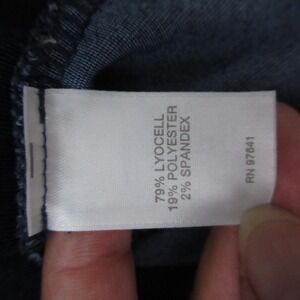 79% LYOCELL
19% POLYESTER
2% SPANDEX
RN 97641